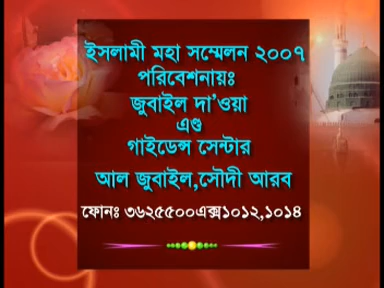 ইসলামী মহা সম্মেলন ২০০৭
পরিবেশনায়ঃ
জুবাইল দা'ওয়া
এণ্ড
গাইডেন্স সেন্টার
আল জুবাইল,সৌদী আরব
ফোনঃ ৩৬২৫৫০০এক্স১০১২,১০১৪